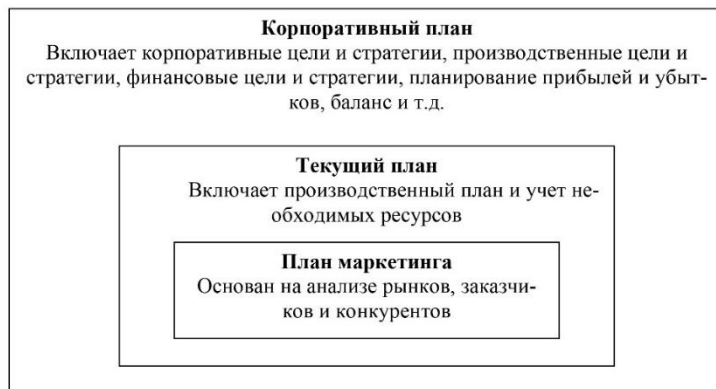 Корпоративный план
Включает корпоративные цели и стратегии, производственные цели и
стратегии, финансовые цели и стратегии, планирование прибылей и убыт-
ков, баланс и т.д.
Текущий план
Включает производственный план и учет не-
обходимых ресурсов
План маркетинга
Основан на анализе рынков, заказчи-
ков и конкурентов